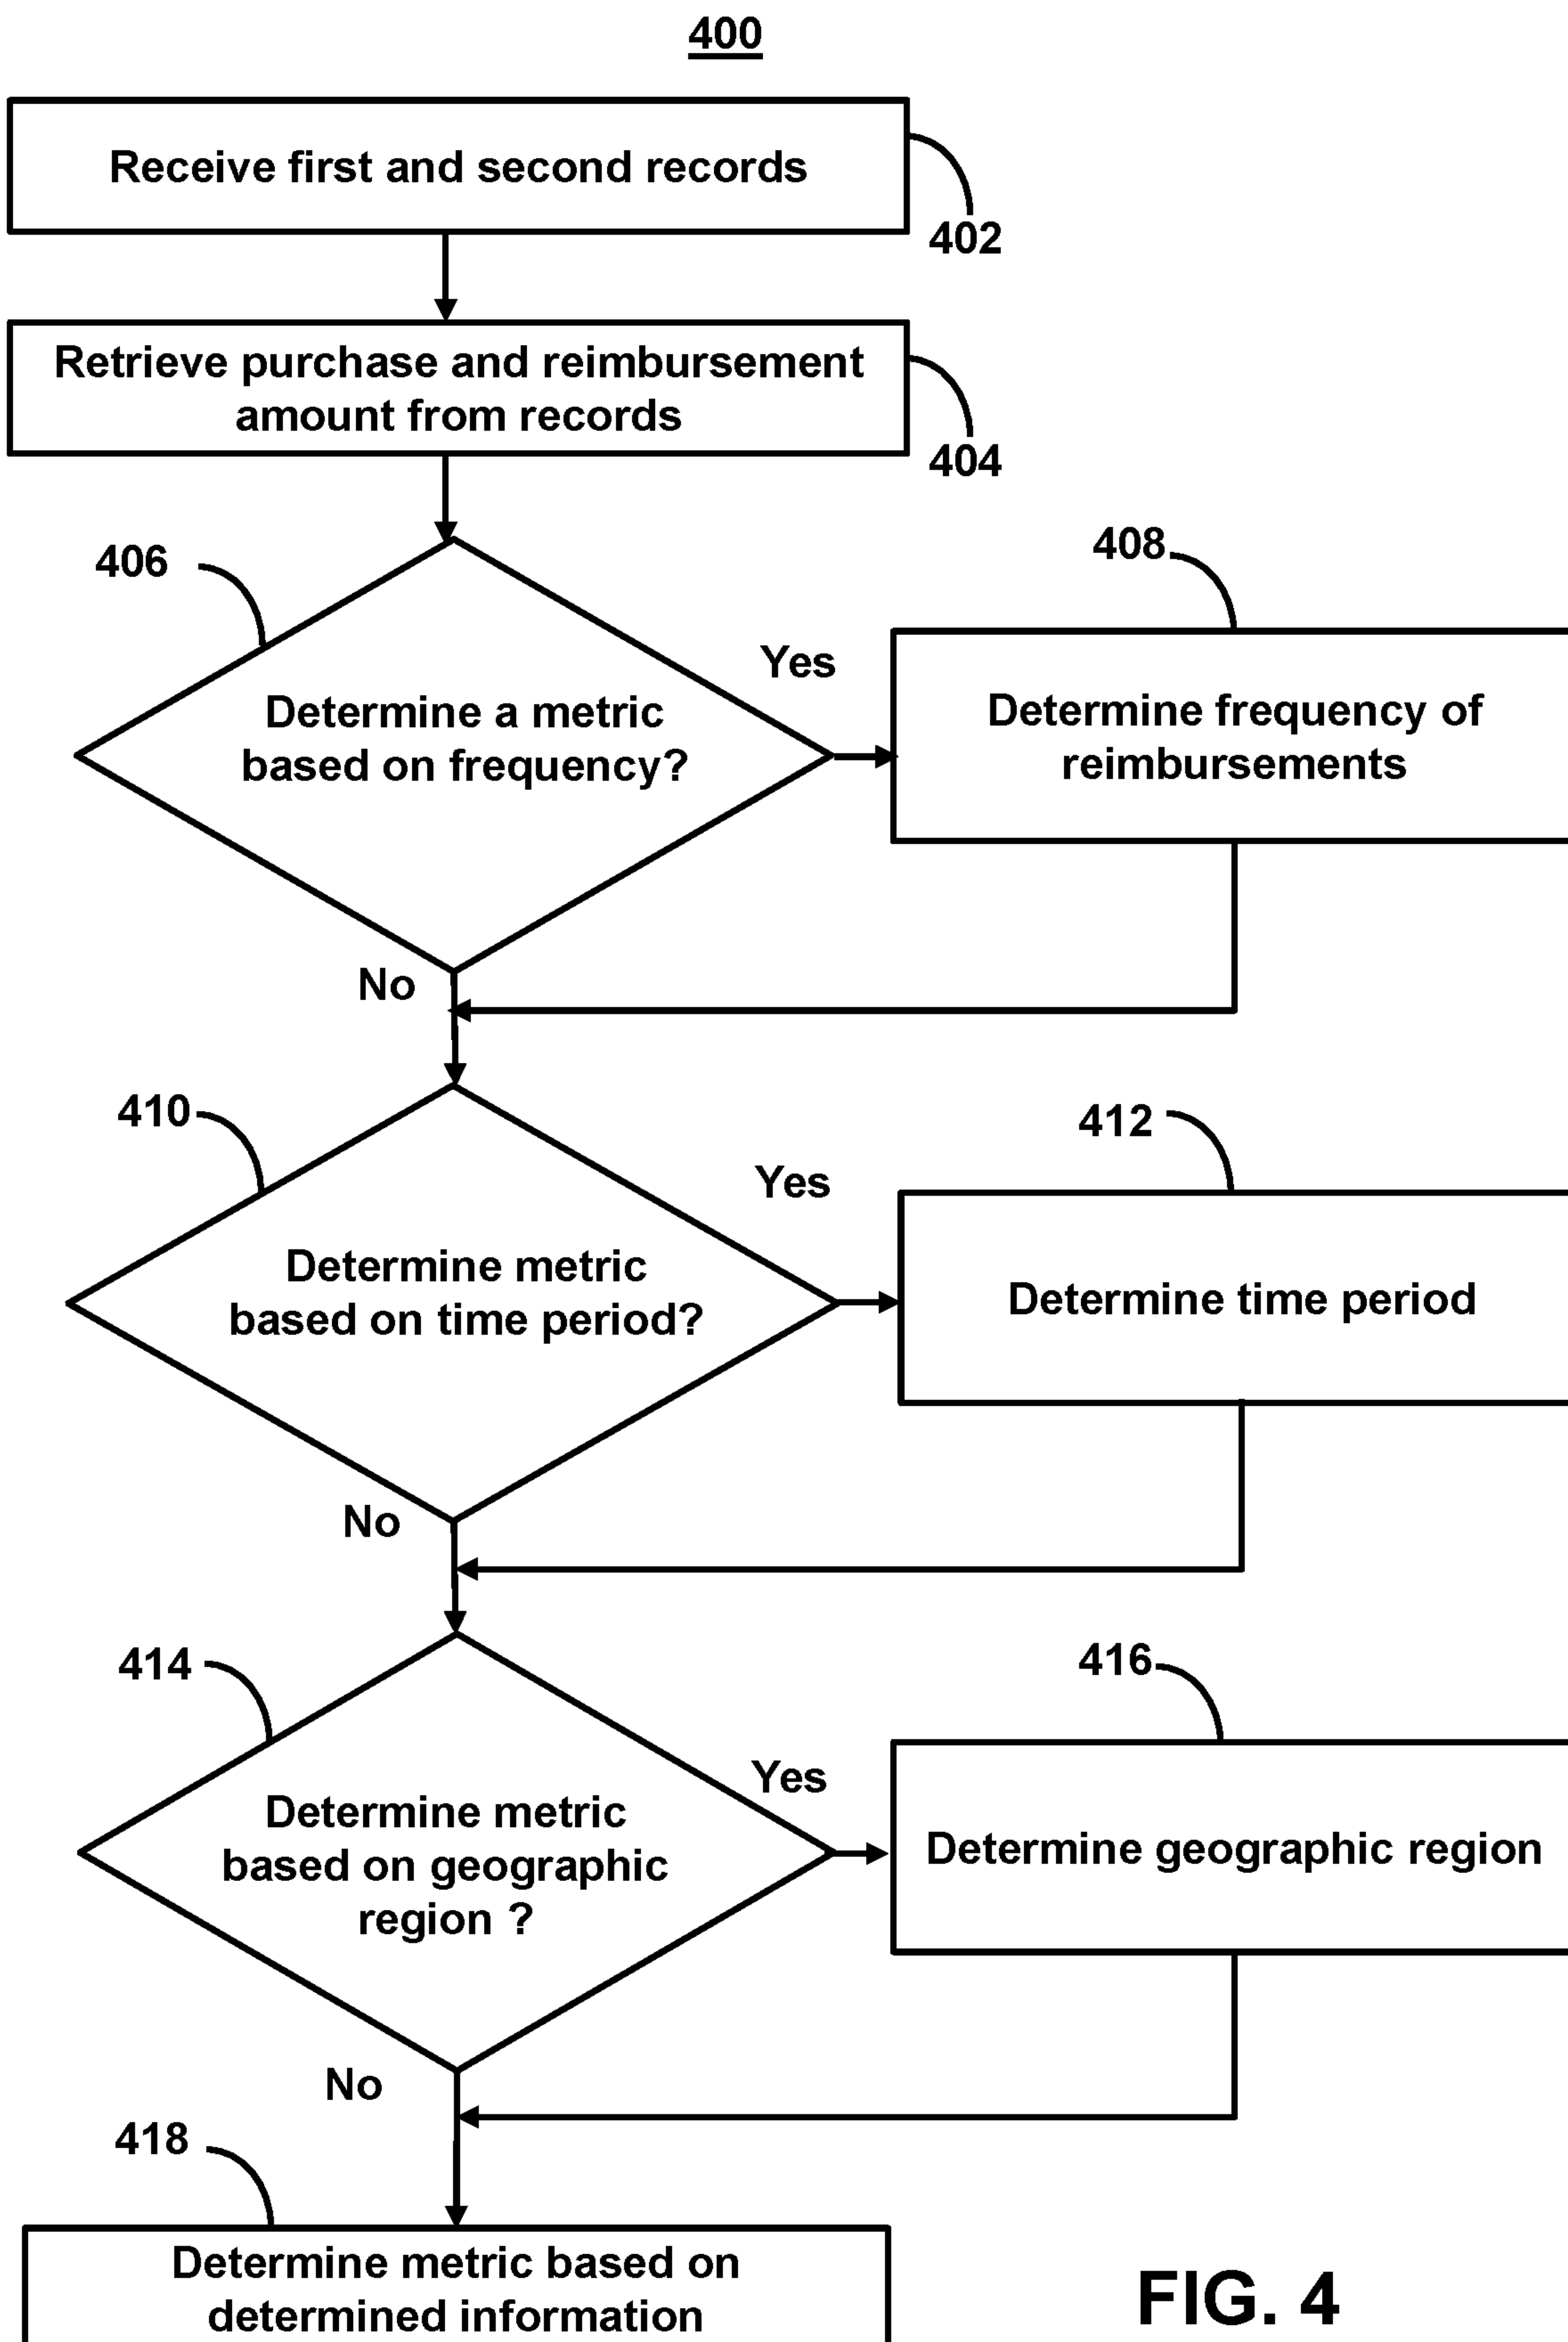 400
Receive first and second records
402
Retrieve purchase and reimbursement
amount from records
404
406
Determine a metric
based on frequency?
Yes
408
Determine frequency of
reimbursements
No
410
Determine metric
based on time period?
Yes
412
Determine time period
No
414
Determine metric
based on geographic
region ?
Yes
416
Determine geographic region
No
418
Determine metric based on
determined information
FIG. 4